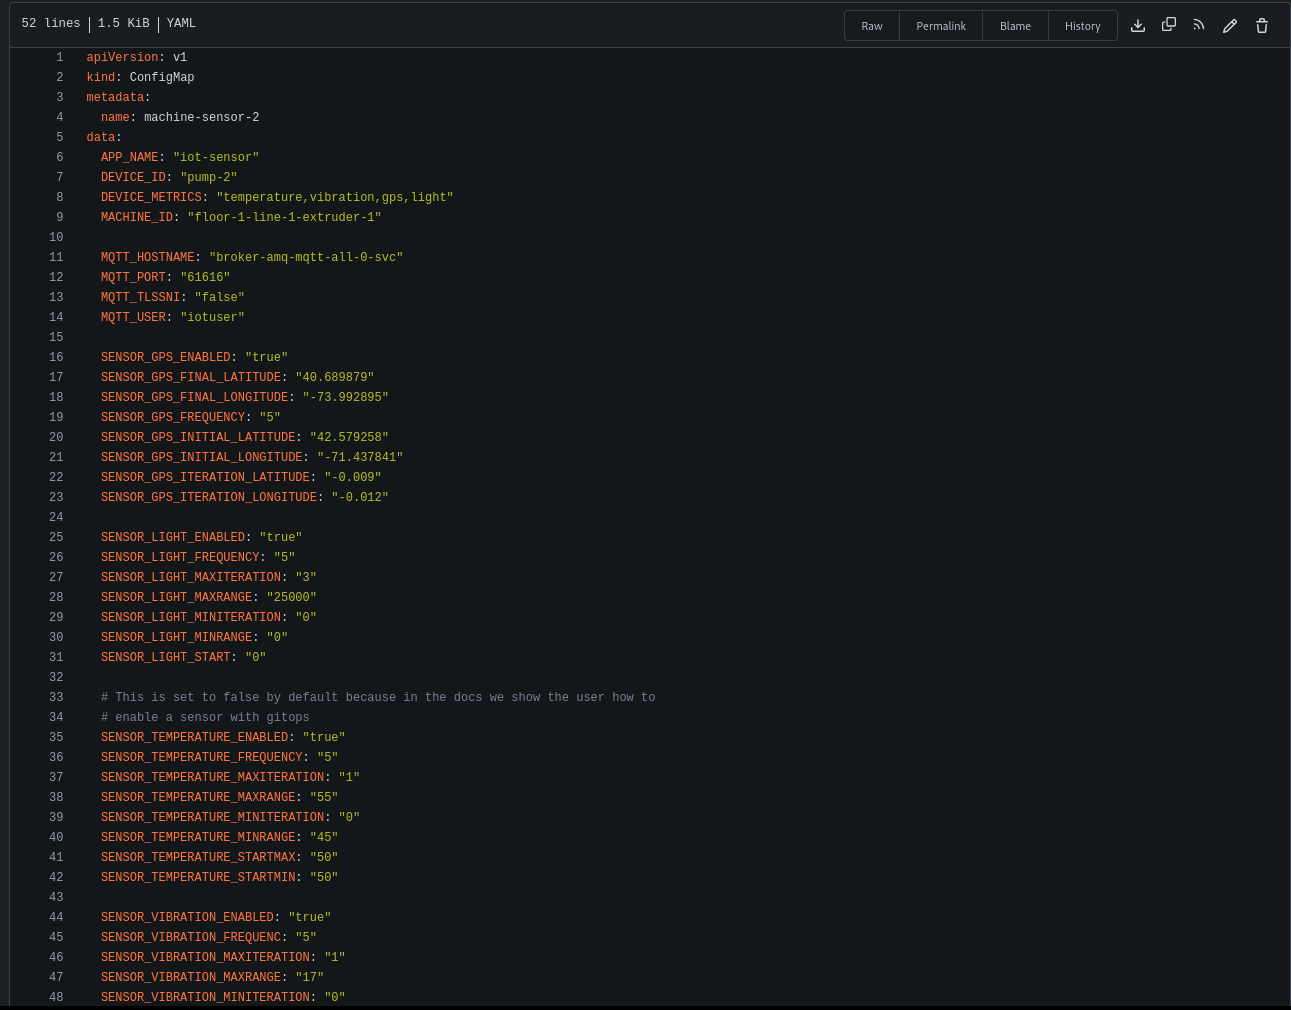 52 lines | 1.5 KiB | YAML
Raw Permalink Blame History
1 apiVersion: v1
2 kind: ConfigMap
3 metadata:
4   name: machine-sensor-2
5 data:
6   APP_NAME: "iot-sensor"
7   DEVICE_ID: "pump-2"
8   DEVICE_METRICS: "temperature,vibration,gps,light"
9   MACHINE_ID: "floor-1-line-1-extruder-1"
10
11   MQTT_HOSTNAME: "broker-amq-mqtt-all-0-svc"
12   MQTT_PORT: "61616"
13   MQTT_TLSSNI: "false"
14   MQTT_USER: "iotuser"
15
16   SENSOR_GPS_ENABLED: "true"
17   SENSOR_GPS_FINAL_LATITUDE: "40.689879"
18   SENSOR_GPS_FINAL_LONGITUDE: "-73.992895"
19   SENSOR_GPS_FREQUENCY: "5"
20   SENSOR_GPS_INITIAL_LATITUDE: "42.579258"
21   SENSOR_GPS_INITIAL_LONGITUDE: "-71.437841"
22   SENSOR_GPS_ITERATION_LATITUDE: "-0.009"
23   SENSOR_GPS_ITERATION_LONGITUDE: "-0.012"
24
25   SENSOR_LIGHT_ENABLED: "true"
26   SENSOR_LIGHT_FREQUENCY: "5"
27   SENSOR_LIGHT_MAXITERATION: "3"
28   SENSOR_LIGHT_MAXRANGE: "25000"
29   SENSOR_LIGHT_MINITERATION: "0"
30   SENSOR_LIGHT_MINRANGE: "0"
31   SENSOR_LIGHT_START: "0"
32
33   # This is set to false by default because in the docs we show the user how to
34   # enable a sensor with gitops
35   SENSOR_TEMPERATURE_ENABLED: "true"
36   SENSOR_TEMPERATURE_FREQUENCY: "5"
37   SENSOR_TEMPERATURE_MAXITERATION: "1"
38   SENSOR_TEMPERATURE_MAXRANGE: "55"
39   SENSOR_TEMPERATURE_MINITERATION: "0"
40   SENSOR_TEMPERATURE_MINRANGE: "45"
41   SENSOR_TEMPERATURE_STARTMAX: "50"
42   SENSOR_TEMPERATURE_STARTMIN: "50"
43
44   SENSOR_VIBRATION_ENABLED: "true"
45   SENSOR_VIBRATION_FREQUENC: "5"
46   SENSOR_VIBRATION_MAXITERATION: "1"
47   SENSOR_VIBRATION_MAXRANGE: "17"
48   SENSOR_VIBRATION_MINITERATION: "0"